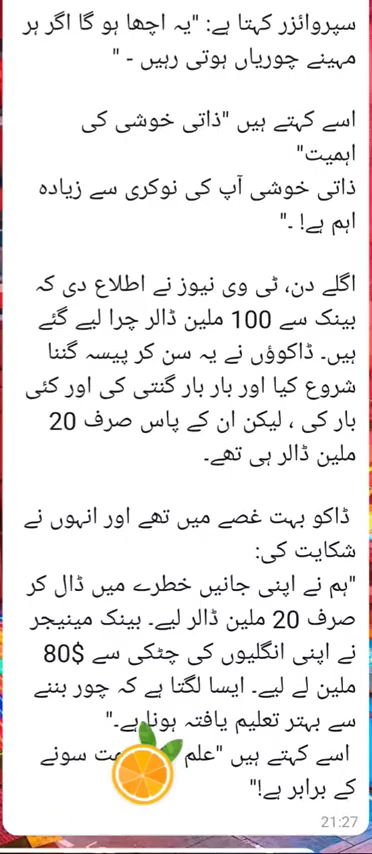 سپروائزر کہتا ہے: "یہ اچھا ہو گا اگر ہر
مہینے چوریاں ہوتی رہیں - "
اسے کہتے ہیں "ذاتی خوشی کی
اہمیت"
ذاتی خوشی آپ کی نوکری سے زیادہ
اہم ہے! ۔"
اگلے دن، ٹی وی نیوز نے اطلاع دی کہ
بینک سے 100 ملین ڈالر چرا لیے گئے
ہیں۔ ڈاکوؤں نے یہ سن کر پیسہ گننا
شروع کیا اور بار بار گنتی کی اور کئی
بار کی ، لیکن ان کے پاس صرف 20
ملین ڈالر ہی تھے۔
ڈاکو بہت غصے میں تھے اور انہوں نے
شکایت کی:
"ہم نے اپنی جانیں خطرے میں ڈال کر
صرف 20 ملین ڈالر لیے۔ بینک مینیجر
نے اپنی انگلیوں کی چٹکی سے $80
ملین لے لیے۔ ایسا لگتا ہے کہ چور بننے
سے بہتر تعلیم یافتہ ہونا ہے۔"
اسے کہتے ہیں "علم سونے
کے برابر ہے!"
21:27